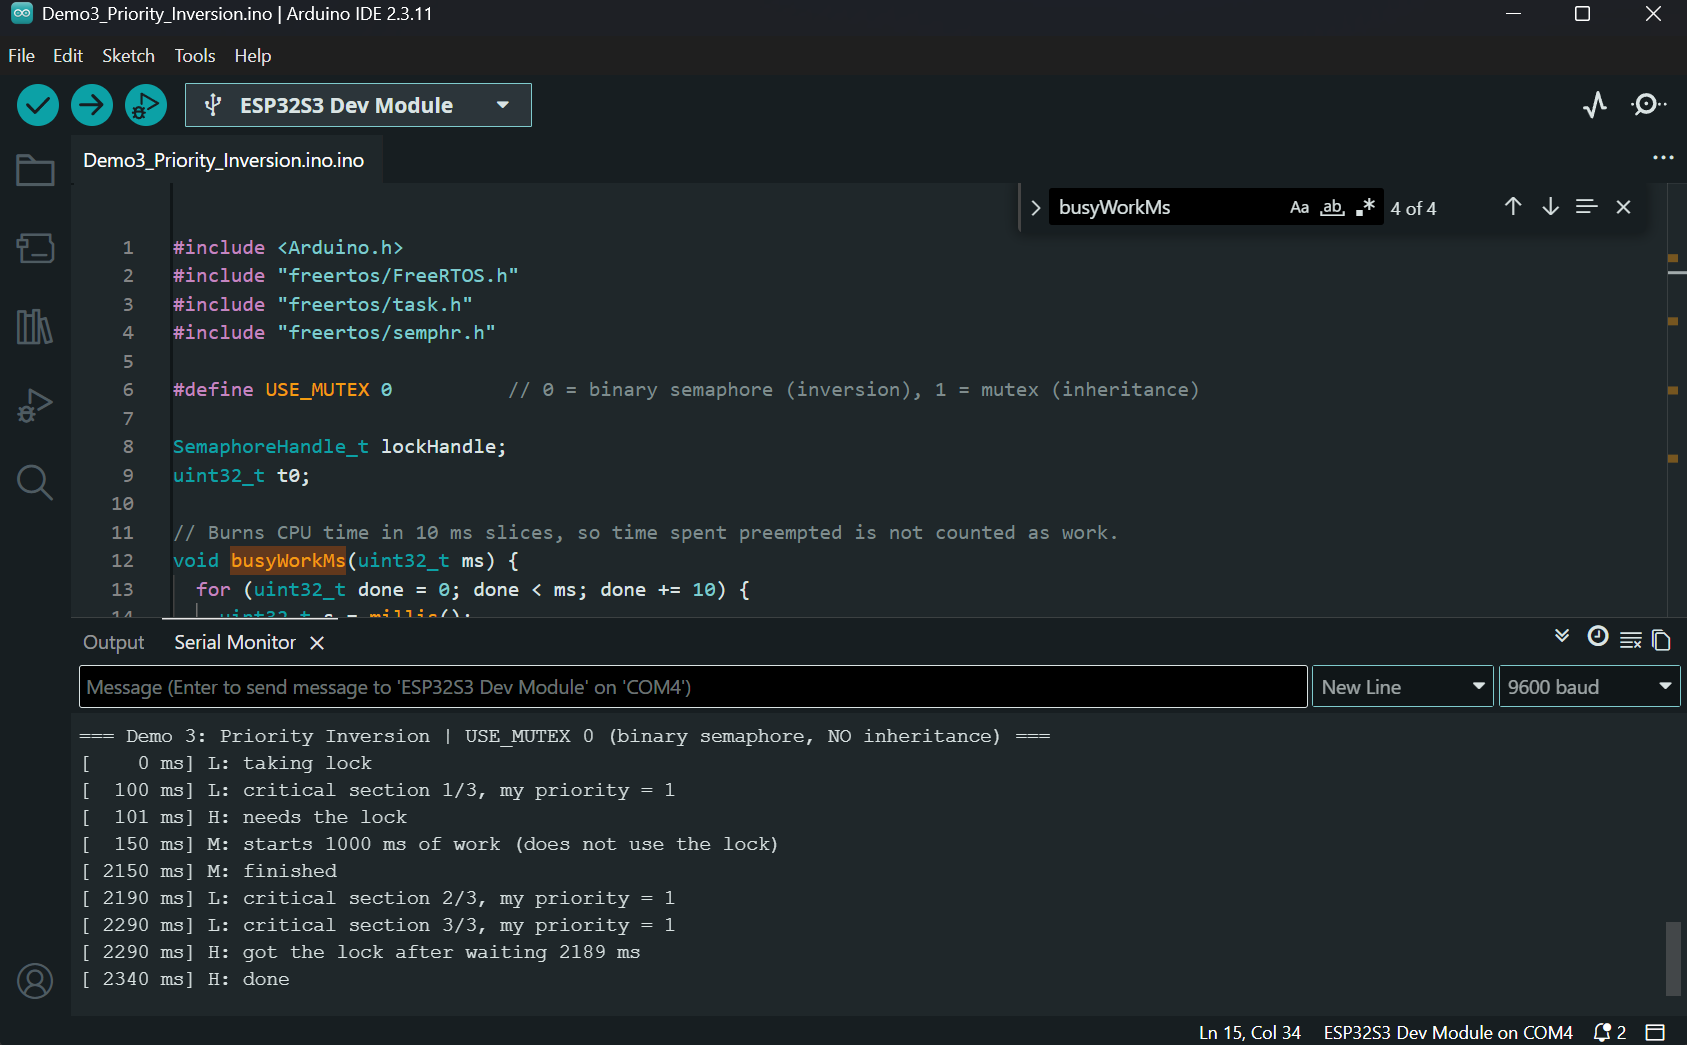 Demo3_Priority_Inversion.ino | Arduino IDE 2.3.11
File Edit Sketch Tools Help
ESP32S3 Dev Module
Demo3_Priority_Inversion.ino.ino
busyWorkMs Aa ab .* 4 of 4
1 #include <Arduino.h>
2 #include "freertos/FreeRTOS.h"
3 #include "freertos/task.h"
4 #include "freertos/semphr.h"
5
6 #define USE_MUTEX 0 // 0 = binary semaphore (inversion), 1 = mutex (inheritance)
7
8 SemaphoreHandle_t lockHandle;
9 uint32_t t0;
10
11 // Burns CPU time in 10 ms slices, so time spent preempted is not counted as work.
12 void busyWorkMs(uint32_t ms) {
13 for (uint32_t done = 0; done < ms; done += 10) {
14 uint32_t s = millis();
Output Serial Monitor
Message (Enter to send message to 'ESP32S3 Dev Module' on 'COM4') New Line 9600 baud
=== Demo 3: Priority Inversion | USE_MUTEX 0 (binary semaphore, NO inheritance) ===
[    0 ms] L: taking lock
[  100 ms] L: critical section 1/3, my priority = 1
[  101 ms] H: needs the lock
[  150 ms] M: starts 1000 ms of work (does not use the lock)
[ 2150 ms] M: finished
[ 2190 ms] L: critical section 2/3, my priority = 1
[ 2290 ms] L: critical section 3/3, my priority = 1
[ 2290 ms] H: got the lock after waiting 2189 ms
[ 2340 ms] H: done
Ln 15, Col 34 ESP32S3 Dev Module on COM4 2